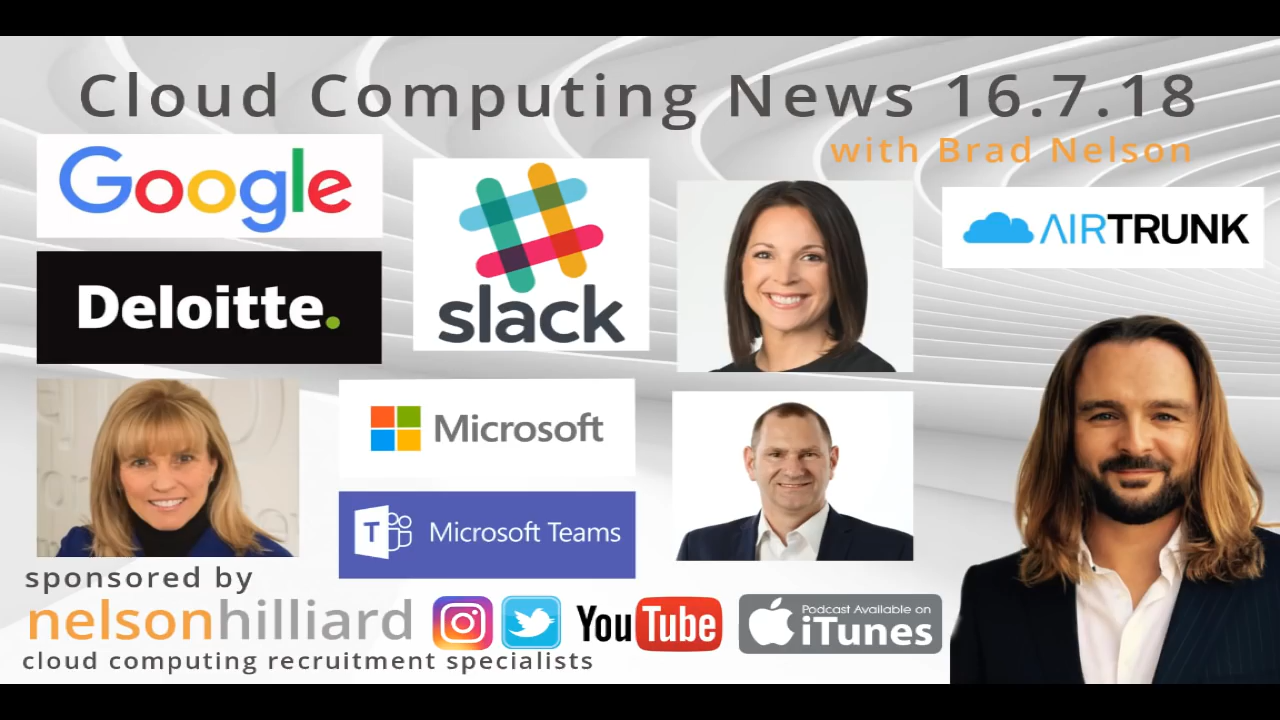 Cloud Computing News 16.7.18
with Brad Nelson
Google
slack
AIRTRUNK
Deloitte.
Microsoft
T
Microsoft Teams
sponsored by
nelsonhilliard
YouTube
Podcast Available on
iTunes
cloud computing recruitment specialists